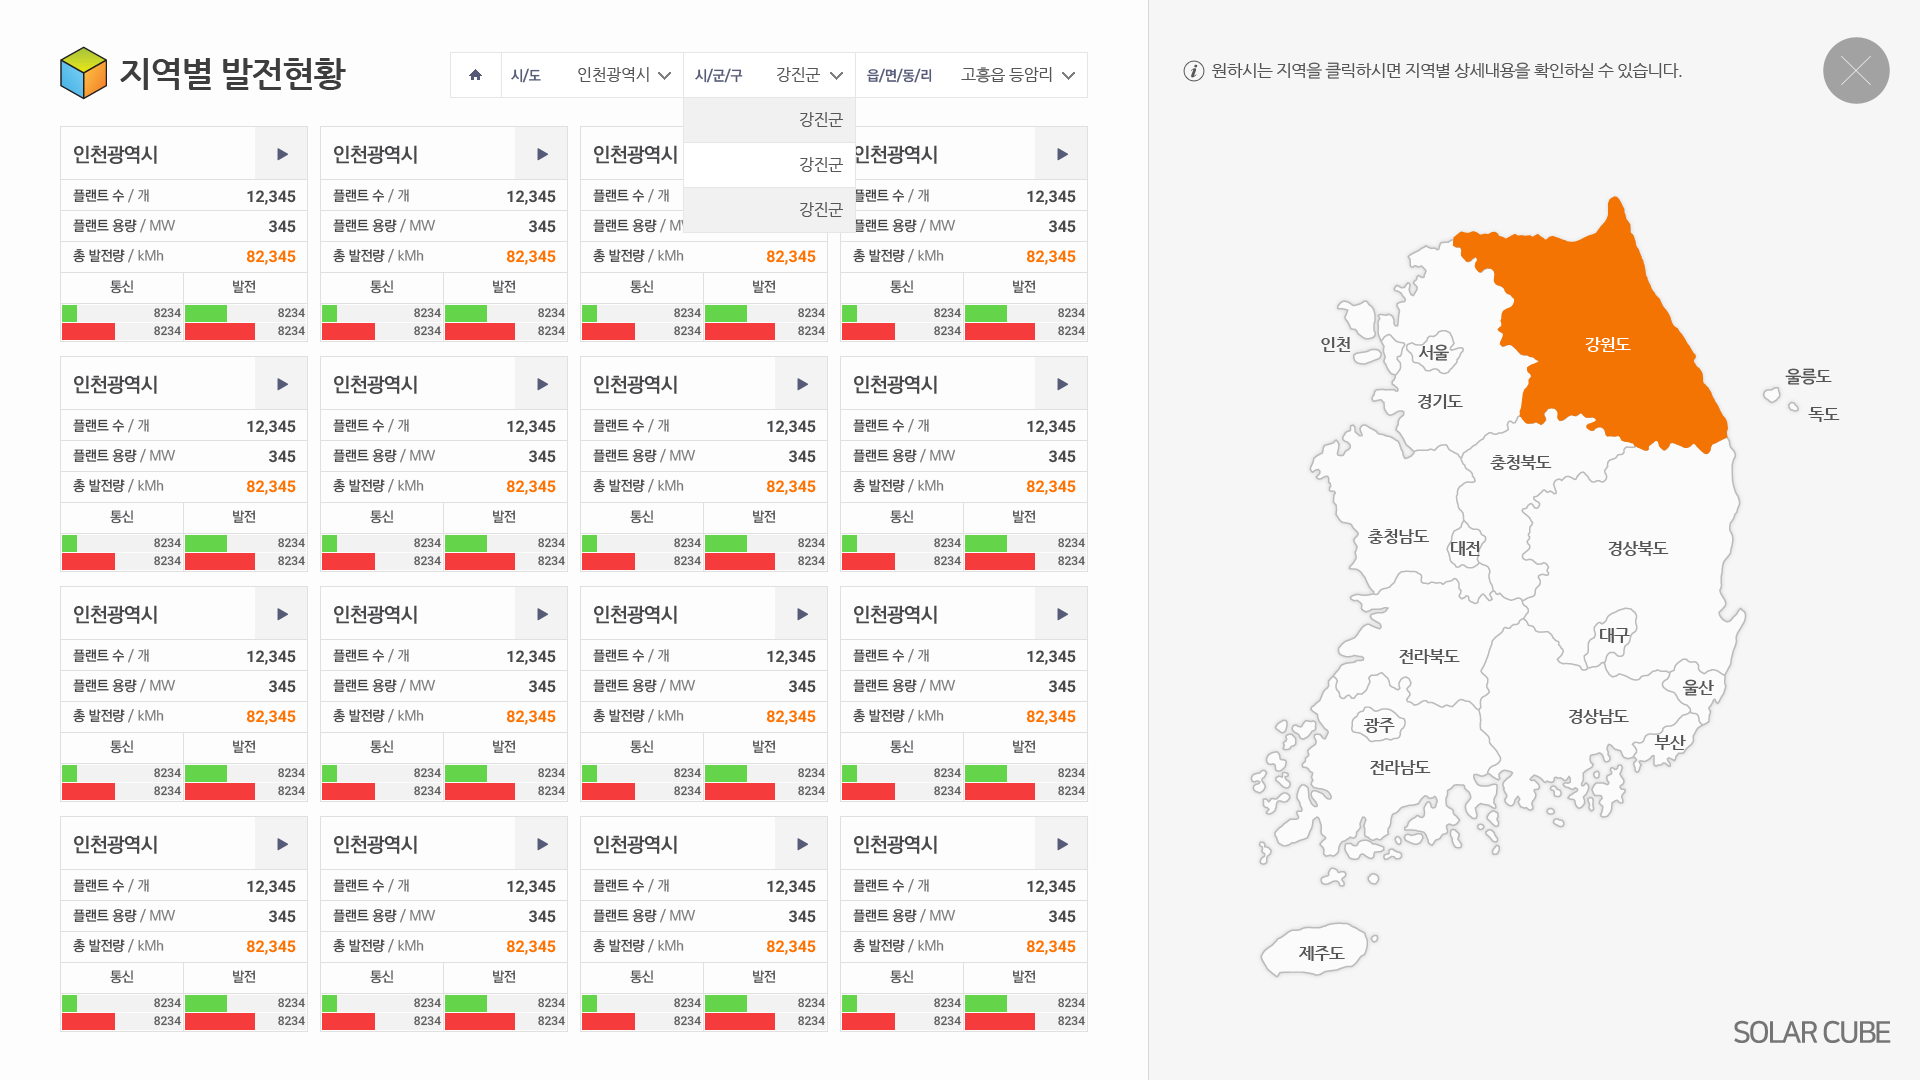 지역별 발전현황
시/도 인천광역시 시/군/구 강진군 읍/면/동/리 고흥읍 등암리
강진군
강진군
강진군
원하시는 지역을 클릭하시면 지역별 상세내용을 확인하실 수 있습니다.
인천광역시 인천광역시 인천광역시 인천광역시
플랜트 수 / 개 12,345 플랜트 수 / 개 12,345 플랜트 수 / 개 플랜트 수 / 개 12,345
플랜트 용량 / MW 345 플랜트 용량 / MW 345 플랜트 용량 / MW 플랜트 용량 / MW 345
총 발전량 / kMh 82,345 총 발전량 / kMh 82,345 총 발전량 / kMh 82,345 총 발전량 / kMh 82,345
통신 발전 통신 발전 통신 발전 통신 발전
8234 8234 8234 8234 8234 8234 8234 8234
8234 8234 8234 8234 8234 8234 8234 8234
인천광역시 인천광역시 인천광역시 인천광역시
플랜트 수 / 개 12,345 플랜트 수 / 개 12,345 플랜트 수 / 개 12,345 플랜트 수 / 개 12,345
플랜트 용량 / MW 345 플랜트 용량 / MW 345 플랜트 용량 / MW 345 플랜트 용량 / MW 345
총 발전량 / kMh 82,345 총 발전량 / kMh 82,345 총 발전량 / kMh 82,345 총 발전량 / kMh 82,345
통신 발전 통신 발전 통신 발전 통신 발전
8234 8234 8234 8234 8234 8234 8234 8234
8234 8234 8234 8234 8234 8234 8234 8234
인천광역시 인천광역시 인천광역시 인천광역시
플랜트 수 / 개 12,345 플랜트 수 / 개 12,345 플랜트 수 / 개 12,345 플랜트 수 / 개 12,345
플랜트 용량 / MW 345 플랜트 용량 / MW 345 플랜트 용량 / MW 345 플랜트 용량 / MW 345
총 발전량 / kMh 82,345 총 발전량 / kMh 82,345 총 발전량 / kMh 82,345 총 발전량 / kMh 82,345
통신 발전 통신 발전 통신 발전 통신 발전
8234 8234 8234 8234 8234 8234 8234 8234
8234 8234 8234 8234 8234 8234 8234 8234
인천광역시 인천광역시 인천광역시 인천광역시
플랜트 수 / 개 12,345 플랜트 수 / 개 12,345 플랜트 수 / 개 12,345 플랜트 수 / 개 12,345
플랜트 용량 / MW 345 플랜트 용량 / MW 345 플랜트 용량 / MW 345 플랜트 용량 / MW 345
총 발전량 / kMh 82,345 총 발전량 / kMh 82,345 총 발전량 / kMh 82,345 총 발전량 / kMh 82,345
통신 발전 통신 발전 통신 발전 통신 발전
8234 8234 8234 8234 8234 8234 8234 8234
8234 8234 8234 8234 8234 8234 8234 8234
강원도
인천
서울
울릉도
경기도
독도
충청북도
충청남도
대전
경상북도
대구
전라북도
울산
경상남도
광주
부산
전라남도
제주도
SOLAR CUBE